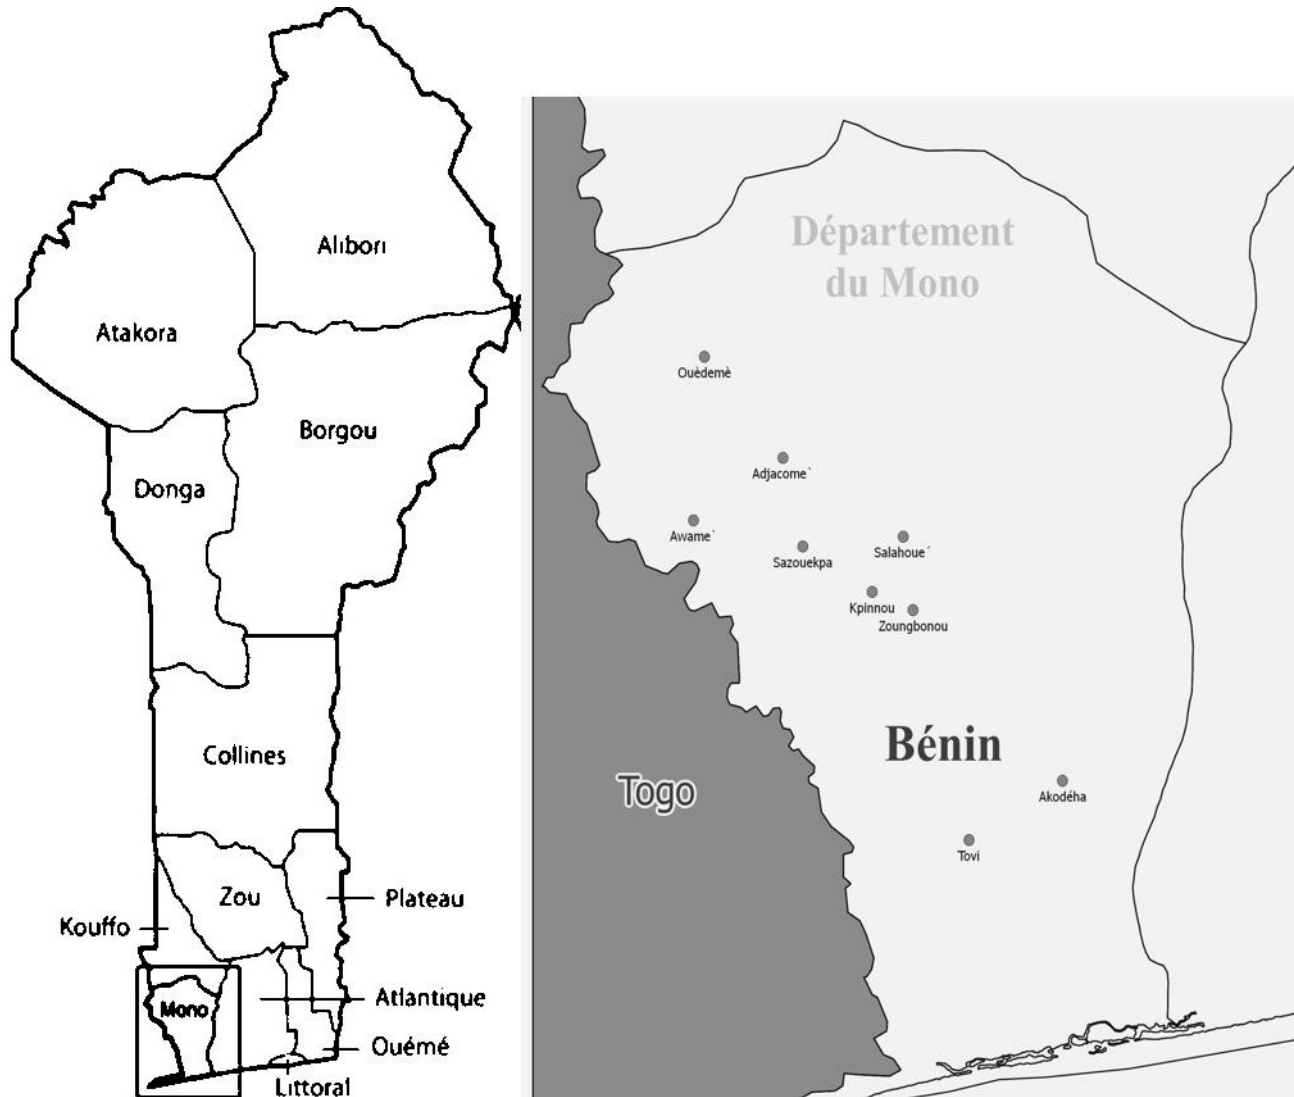 Alibori
Atakora
Borgou
Donga
Collines
Zou
Plateau
Kouffo
Mono
Atlantique
Ouémé
Littoral
Département
du Mono
Ouèdemè
Adjacome`
Awame`
Sazouekpa
Salahoue´
Kpinnou
Zoungbonou
Bénin
Togo
Akodéha
Tovi